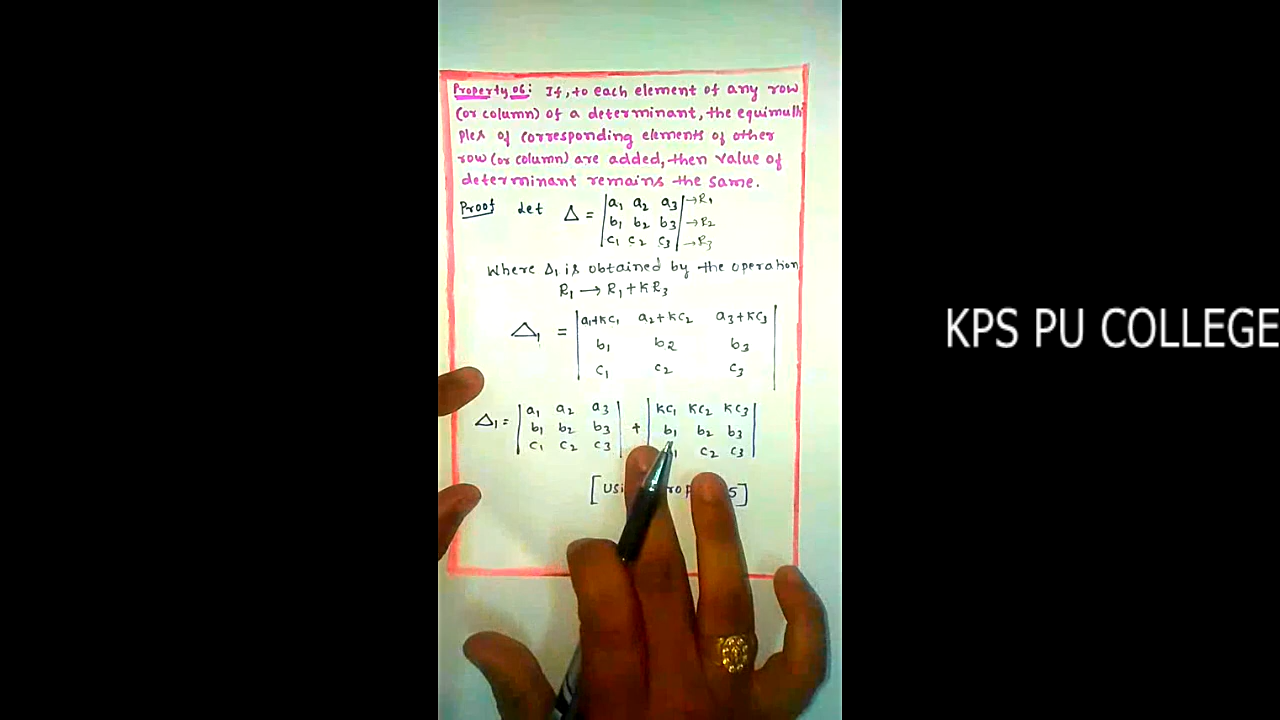 Property 06: If, to each element of any row
(or column) of a determinant, the equimulti
ples of corresponding elements of other
row (or column) are added, then value of
determinant remains the same.
Proof Let Δ = | a₁ a₂ a₃ | → R₁
| b₁ b₂ b₃ | → R₂
| c₁ c₂ c₃ | → R₃
Where Δ₁ is obtained by the operation
R₁ → R₁ + KR₃
Δ₁ = | a₁+Kc₁ a₂+Kc₂ a₃+Kc₃ |
| b₁ b₂ b₃ |
| c₁ c₂ c₃ |
Δ₁ = | a₁ a₂ a₃ | + | Kc₁ Kc₂ Kc₃ |
| b₁ b₂ b₃ | | b₁ b₂ b₃ |
| c₁ c₂ c₃ | | c₂ c₃ |
[ 5]
KPS PU COLLEGE